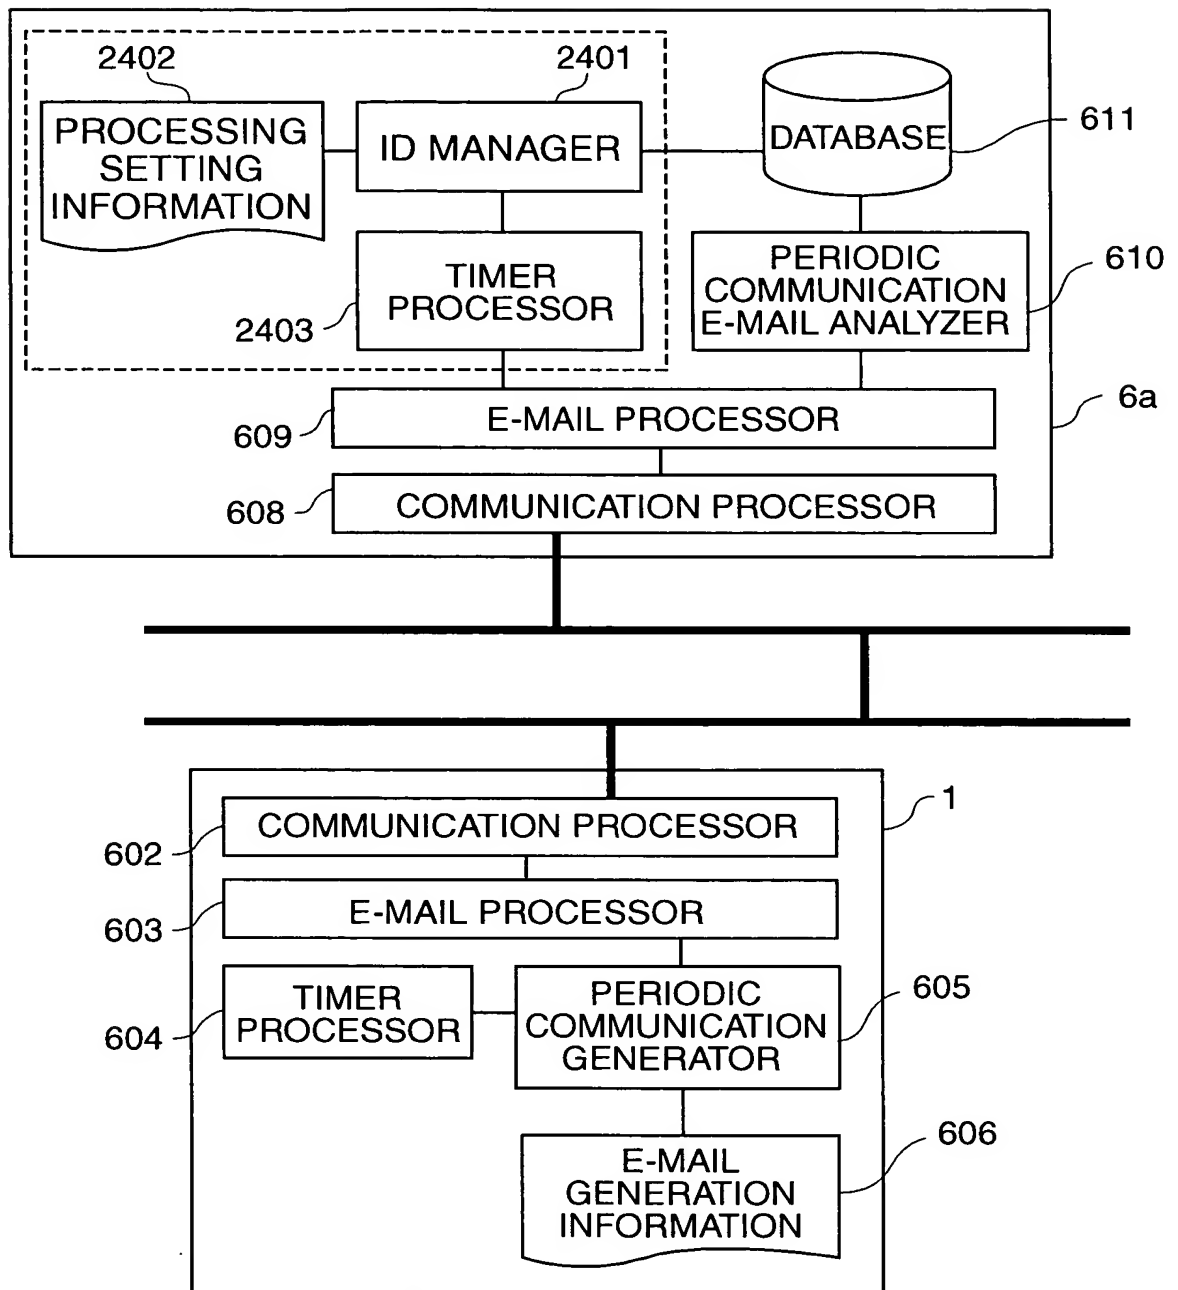 2402
2401
PROCESSING
SETTING
INFORMATION
ID MANAGER
DATABASE
611
TIMER
PROCESSOR
2403
PERIODIC
COMMUNICATION
E-MAIL ANALYZER
610
E-MAIL PROCESSOR
609
6a
COMMUNICATION PROCESSOR
608
1
COMMUNICATION PROCESSOR
602
E-MAIL PROCESSOR
603
TIMER
PROCESSOR
604
PERIODIC
COMMUNICATION
GENERATOR
605
E-MAIL
GENERATION
INFORMATION
606